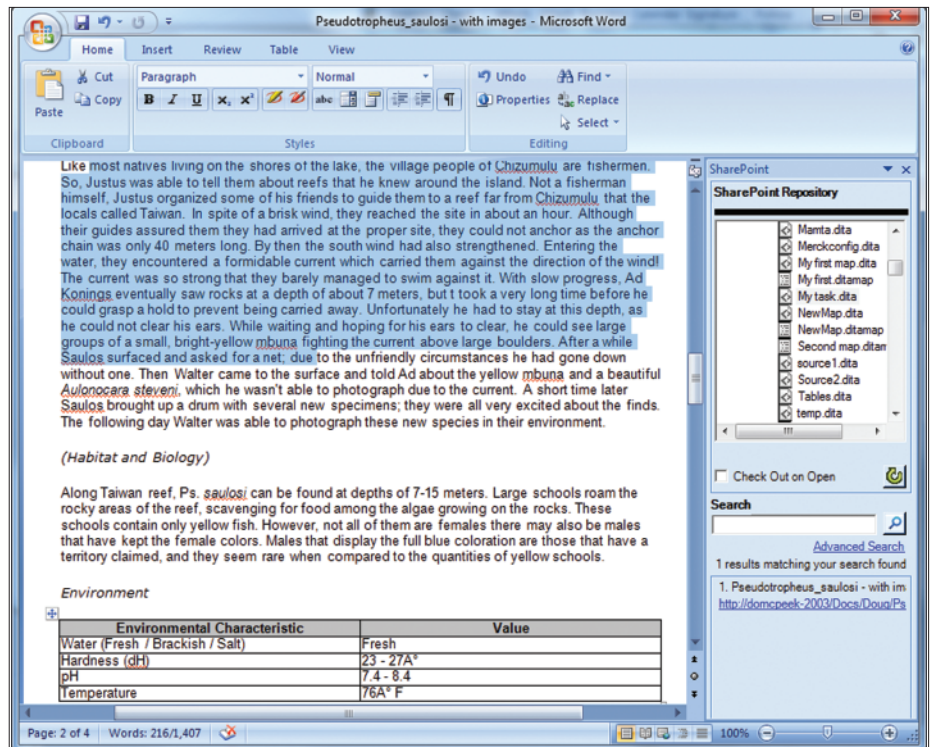 Pseudotropheus_saulosi - with images - Microsoft Word
Home Insert Review Table View
Paste
Cut
Copy
Clipboard
Paragraph Normal
B I U x₂ x² abc ¶
Styles
Undo Find
Properties Replace
Select
Editing
Like most natives living on the shores of the lake, the village people of Chizumulu are fishermen.
So, Justus was able to tell them about reefs that he knew around the island. Not a fisherman
himself, Justus organized some of his friends to guide them to a reef far from Chizumulu that the
locals called Taiwan. In spite of a brisk wind, they reached the site in about an hour. Although
their guides assured them they had arrived at the proper site, they could not anchor as the anchor
chain was only 40 meters long. By then the south wind had also strengthened. Entering the
water, they encountered a formidable current which carried them against the direction of the wind!
The current was so strong that they barely managed to swim against it. With slow progress, Ad
Konings eventually saw rocks at a depth of about 7 meters, but t took a very long time before he
could grasp a hold to prevent being carried away. Unfortunately he had to stay at this depth, as
he could not clear his ears. While waiting and hoping for his ears to clear, he could see large
groups of a small, bright-yellow mbuna fighting the current above large boulders. After a while
Saulos surfaced and asked for a net; due to the unfriendly circumstances he had gone down
without one. Then Walter came to the surface and told Ad about the yellow mbuna and a beautiful
Aulonocara steveni, which he wasn't able to photograph due to the current. A short time later
Saulos brought up a drum with several new specimens; they were all very excited about the finds.
The following day Walter was able to photograph these new species in their environment.
(Habitat and Biology)
Along Taiwan reef, Ps. saulosi can be found at depths of 7-15 meters. Large schools roam the
rocky areas of the reef, scavenging for food among the algae growing on the rocks. These
schools contain only yellow fish. However, not all of them are females there may also be males
that have kept the female colors. Males that display the full blue coloration are those that have a
territory claimed, and they seem rare when compared to the quantities of yellow schools.
Environment
Environmental Characteristic Value
Water (Fresh / Brackish / Salt) Fresh
Hardness (dH) 23 - 27A°
pH 7.4 - 8.4
Temperature 76A° F
SharePoint
SharePoint Repository
Mamta.dita
Merckconfig.dita
My first map.dita
My first.ditamap
My task.dita
NewMap.dita
NewMap.ditamap
Second map.ditam
source1.dita
Source2.dita
Tables.dita
temp.dita
Check Out on Open
Search
Advanced Search
1 results matching your search found
1. Pseudotropheus_saulosi - with im
http://domcpeek-2003/Docs/Doug/Ps
Page: 2 of 4 Words: 216/1,407 100%